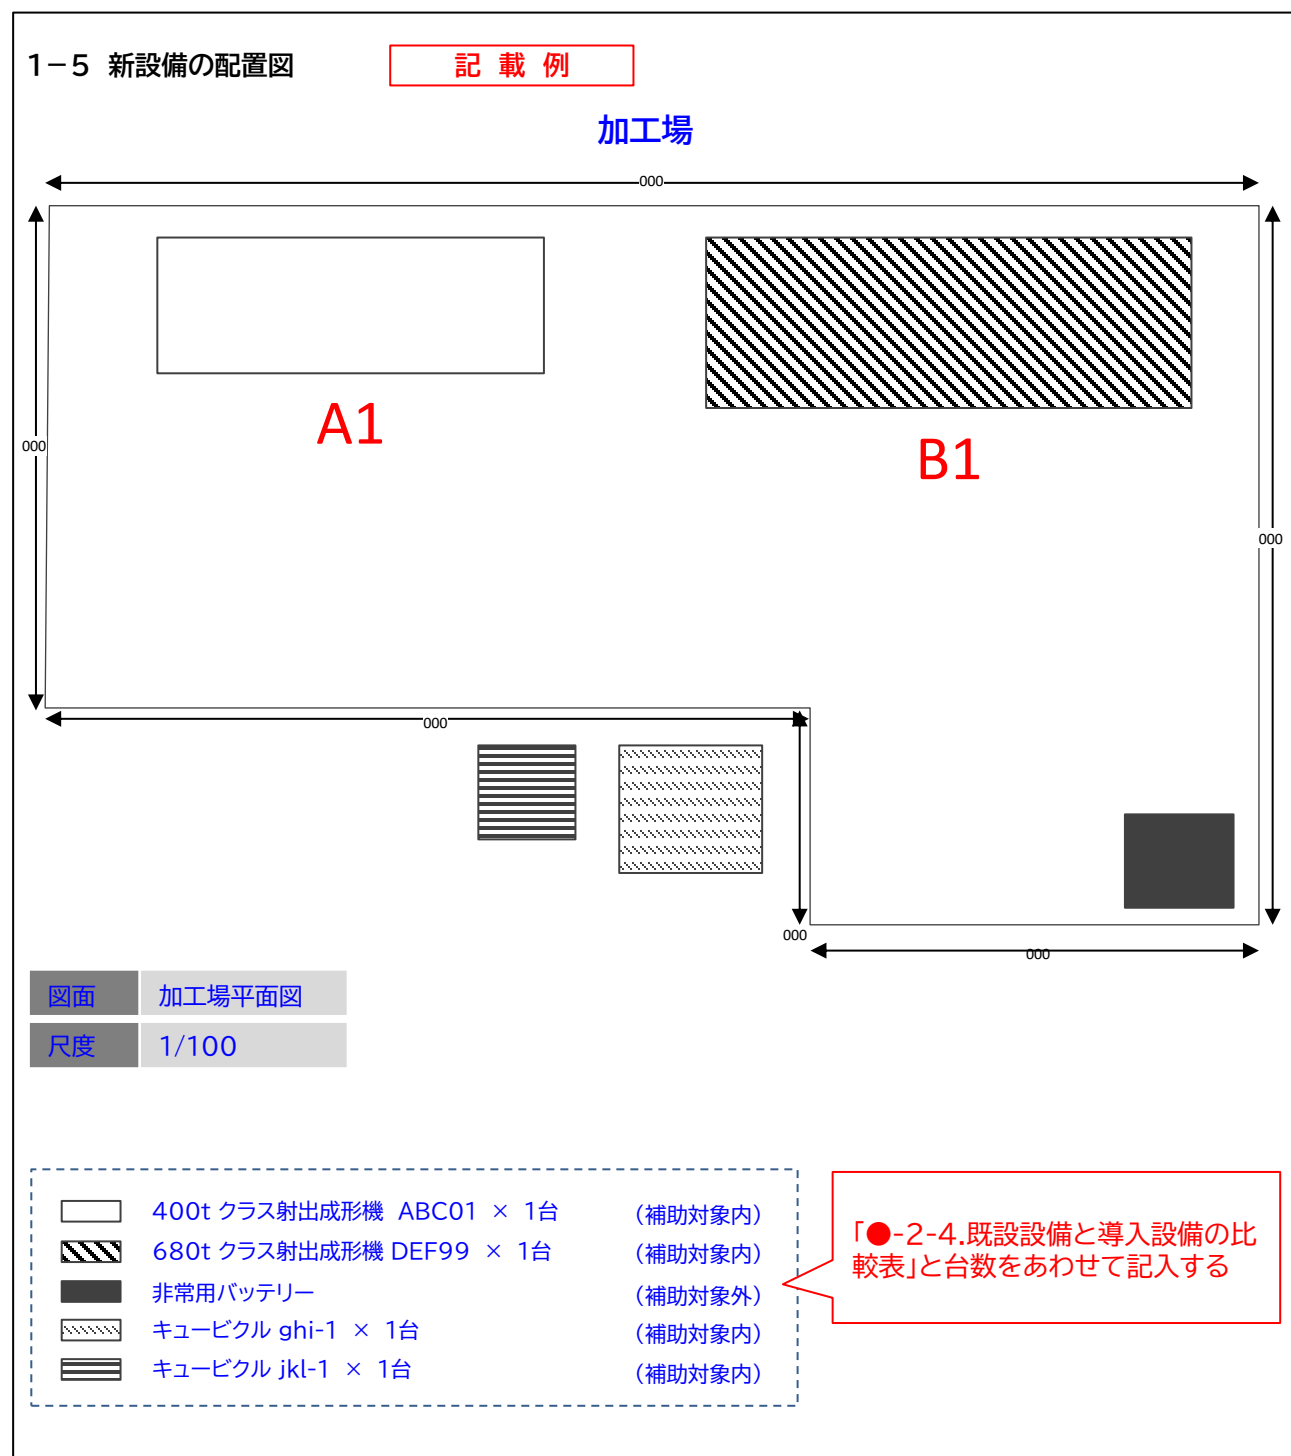 1−5 新設備の配置図
記 載 例
加工場
000
A1
B1
000
000
000
000
000
図面 加工場平面図
尺度 1/100
400t クラス射出成形機 ABC01 × 1台 （補助対象内）
680t クラス射出成形機 DEF99 × 1台 （補助対象内）
非常用バッテリー （補助対象外）
キュービクル ghi-1 × 1台 （補助対象内）
キュービクル jkl-1 × 1台 （補助対象内）
「●-2-4.既設設備と導入設備の比
較表」と台数をあわせて記入する